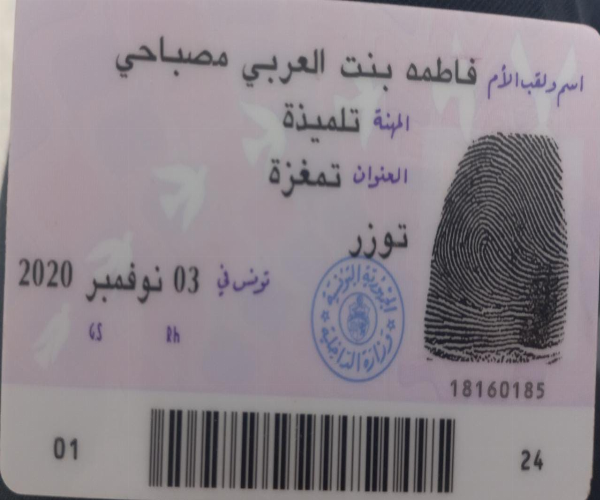 اسم ولقب الأم فاطمه بنت العربي مصباحي
المهنة تلميذة
العنوان تمغزة
توزر
تونس في 03 نوفمبر 2020
GS Rh
الجمهورية التونسية
وزارة الداخلية
18160185
01 24